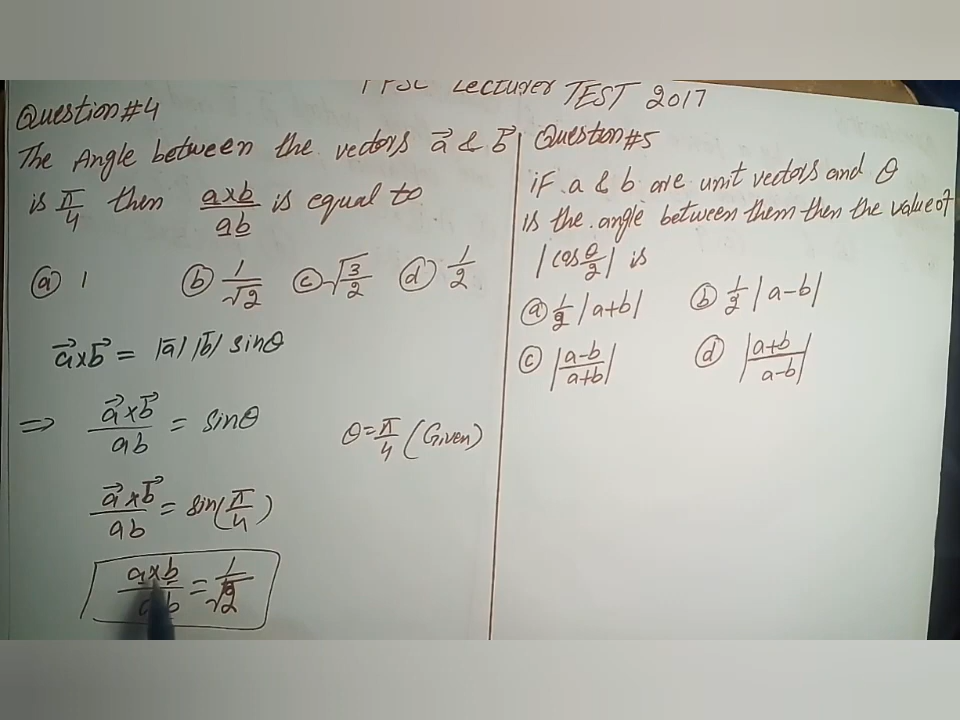 PPSC Lecturer TEST 2017
Question#4
The Angle between the vectors a⃗ & b⃗
is π/4 then a×b/ab is equal to
(a) 1 (b) 1/√2 (c) √3/2 (d) 1/2
a⃗×b⃗ = |a̅| |b̅| sinθ
⇒ a⃗×b⃗/ab = sinθ
θ=π/4 (Given)
a⃗×b⃗/ab = sin(π/4)
a×b/ab = 1/√2
Question#5
if a & b are unit vectors and θ
is the angle between them then the value of
|cos θ/2| is
(a) 1/2 |a+b| (b) 1/2 |a-b|
(c) |a-b/a+b| (d) |a+b/a-b|